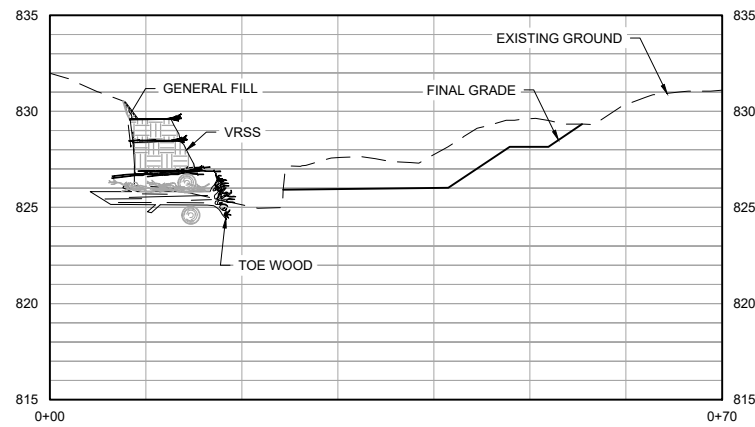 835
835
EXISTING GROUND
GENERAL FILL
FINAL GRADE
830
830
VRSS
825
825
TOE WOOD
820
820
815
815
0+00
0+70